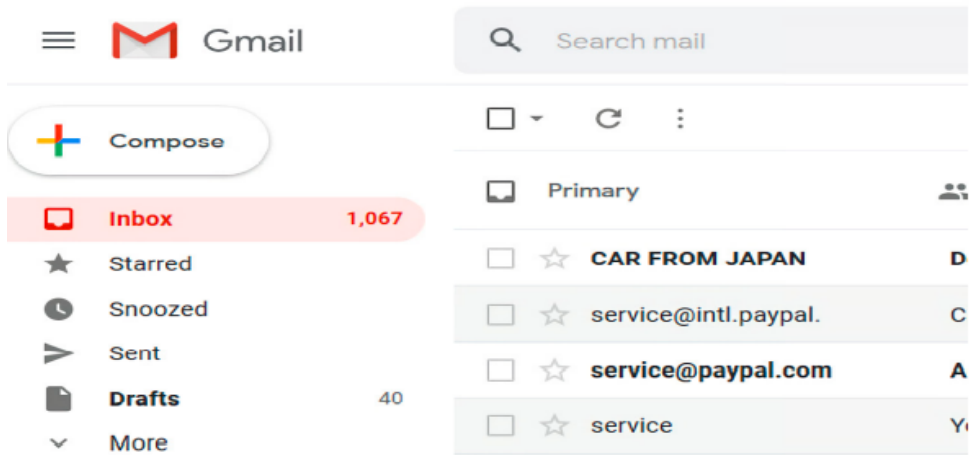 Gmail
Search mail
Compose
Primary
Inbox 1,067
Starred
Snoozed
Sent
Drafts 40
More
CAR FROM JAPAN
service@intl.paypal.
service@paypal.com
service